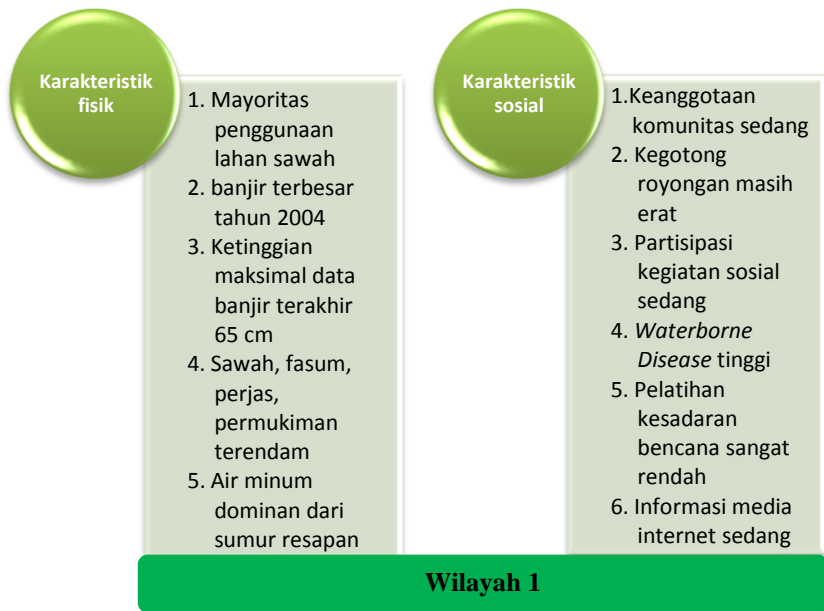 Karakteristik
fisik
1. Mayoritas
penggunaan
lahan sawah
2. banjir terbesar
tahun 2004
3. Ketinggian
maksimal data
banjir terakhir
65 cm
4. Sawah, fasum,
perjas,
permukiman
terendam
5. Air minum
dominan dari
sumur resapan
Karakteristik
sosial
1.Keanggotaan
komunitas sedang
2. Kegotong
royongan masih
erat
3. Partisipasi
kegiatan sosial
sedang
4. Waterborne
Disease tinggi
5. Pelatihan
kesadaran
bencana sangat
rendah
6. Informasi media
internet sedang
Wilayah 1